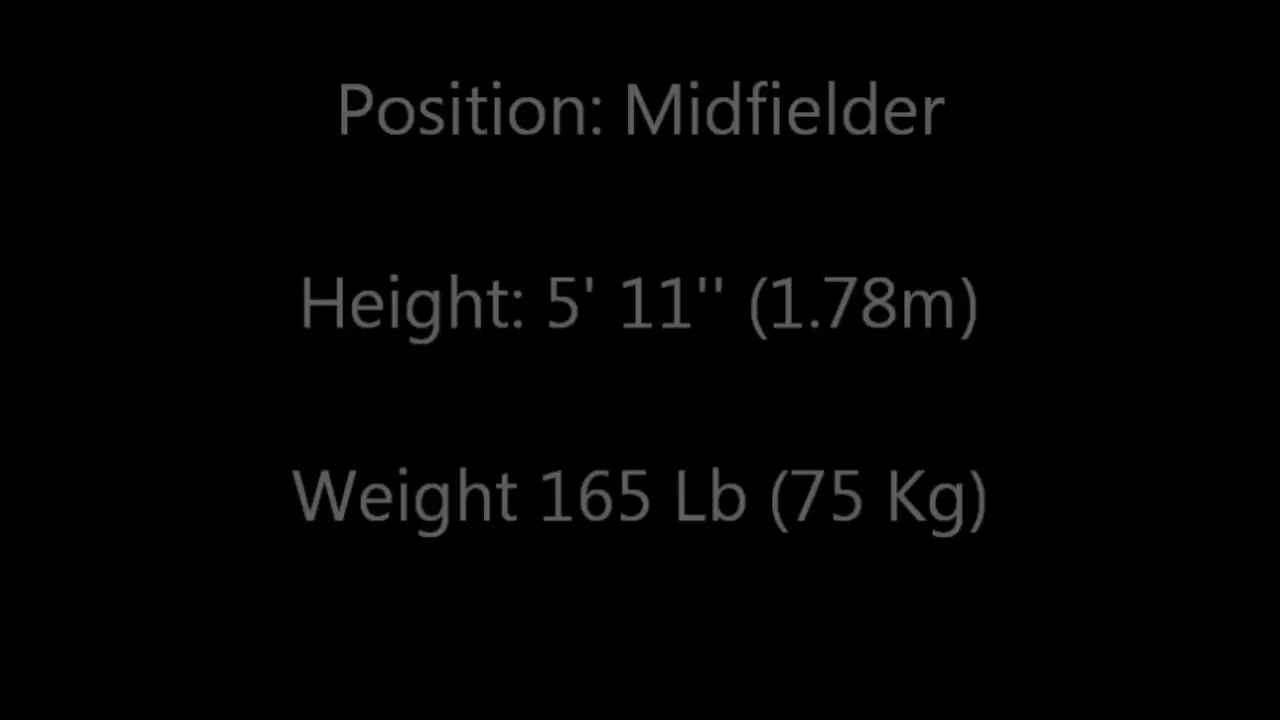 Position: Midfielder
Height: 5' 11'' (1.78m)
Weight 165 Lb (75 Kg)